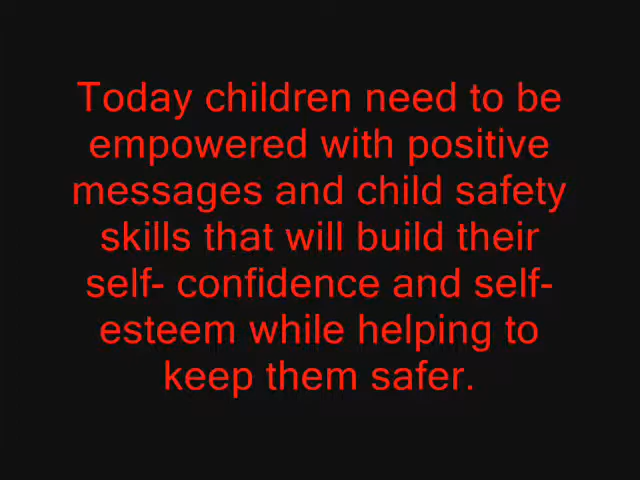 Today children need to be
empowered with positive
messages and child safety
skills that will build their
self- confidence and self-
esteem while helping to
keep them safer.